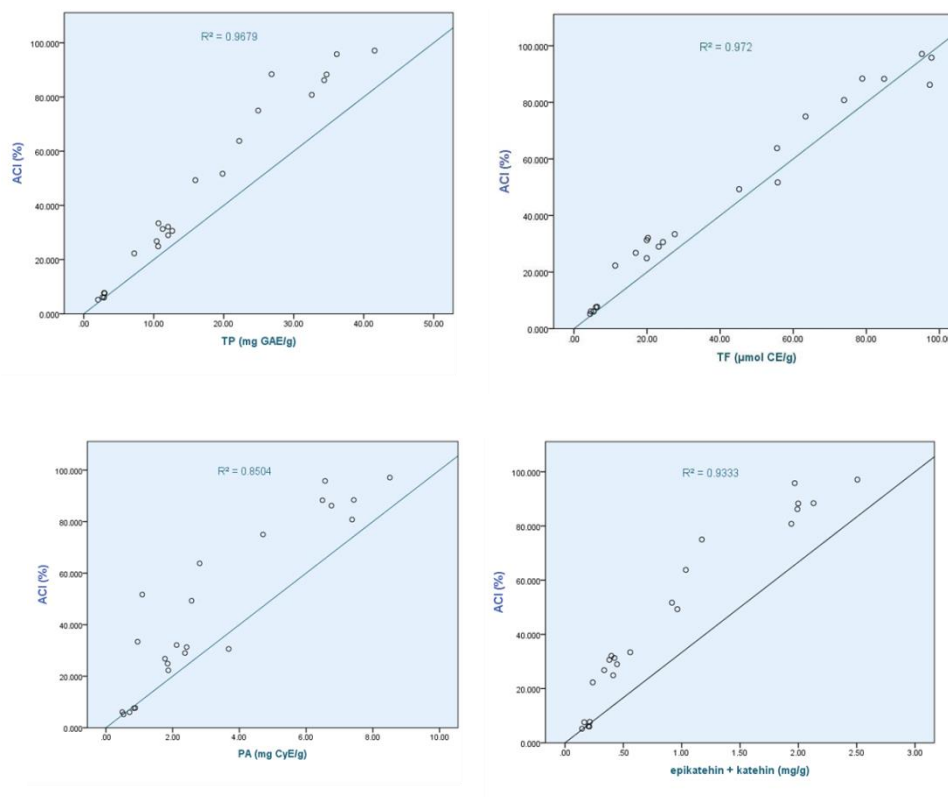 R² = 0.9679
100.000
80.000
60.000
40.000
20.000
0.000
ACI (%)
.00 10.00 20.00 30.00 40.00 50.00
TP (mg GAE/g)
R² = 0.972
100.000
80.000
60.000
40.000
20.000
0.000
ACI (%)
.00 20.00 40.00 60.00 80.00 100.00
TF (µmol CE/g)
R² = 0.8504
100.000
80.000
60.000
40.000
20.000
0.000
ACI (%)
.00 2.00 4.00 6.00 8.00 10.00
PA (mg CyE/g)
R² = 0.9333
100.000
80.000
60.000
40.000
20.000
0.000
ACI (%)
.00 .50 1.00 1.50 2.00 2.50 3.00
epikatehin + katehin (mg/g)